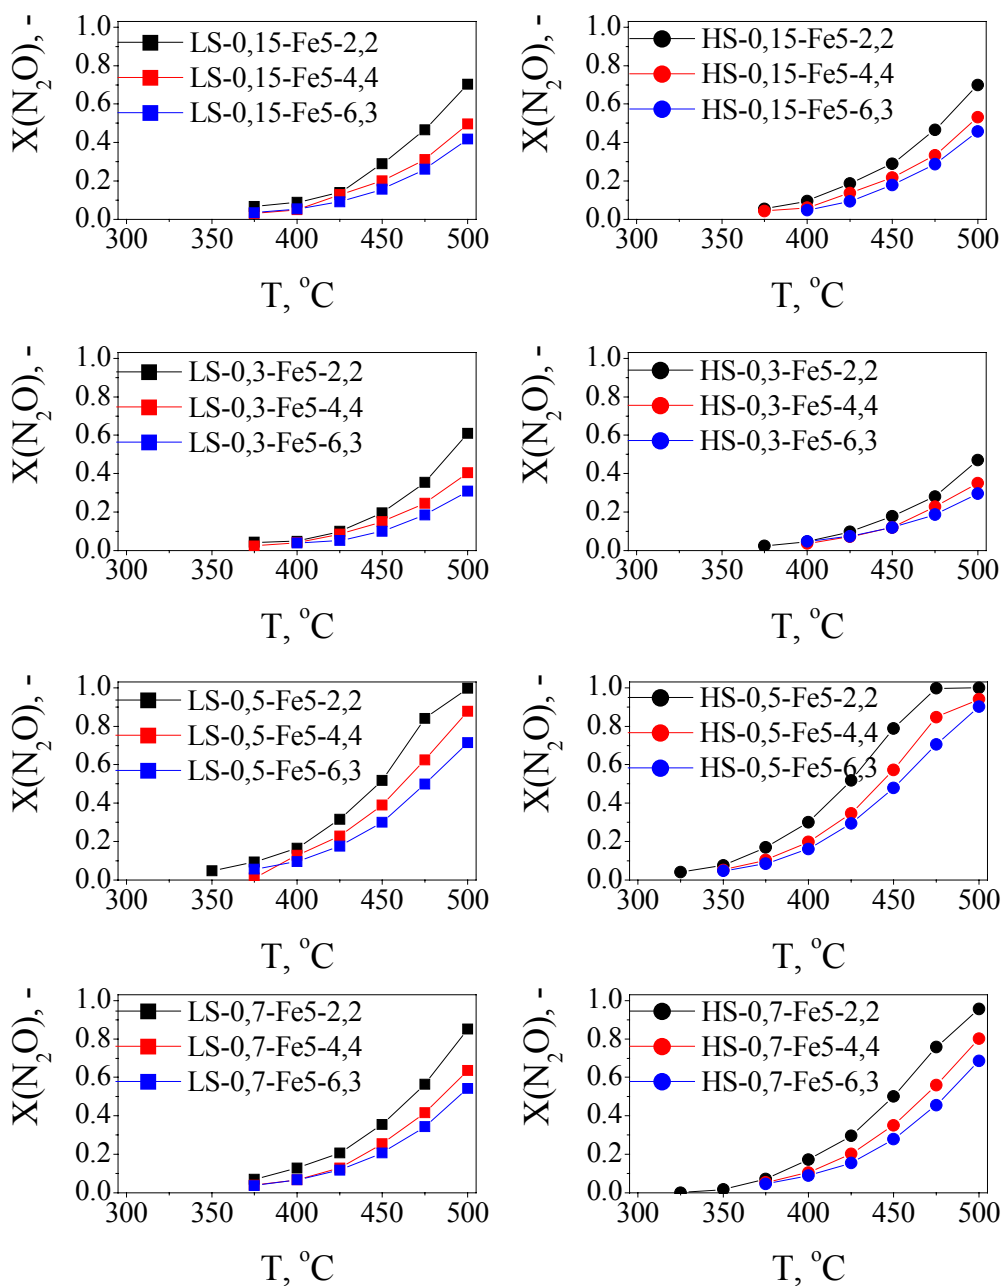 X(N₂O), -
1.0
0.8
0.6
0.4
0.2
0.0
LS-0,15-Fe5-2,2
LS-0,15-Fe5-4,4
LS-0,15-Fe5-6,3
300 350 400 450 500
T, °C
X(N₂O), -
1.0
0.8
0.6
0.4
0.2
0.0
HS-0,15-Fe5-2,2
HS-0,15-Fe5-4,4
HS-0,15-Fe5-6,3
300 350 400 450 500
T, °C
X(N₂O), -
1.0
0.8
0.6
0.4
0.2
0.0
LS-0,3-Fe5-2,2
LS-0,3-Fe5-4,4
LS-0,3-Fe5-6,3
300 350 400 450 500
T, °C
X(N₂O), -
1.0
0.8
0.6
0.4
0.2
0.0
HS-0,3-Fe5-2,2
HS-0,3-Fe5-4,4
HS-0,3-Fe5-6,3
300 350 400 450 500
T, °C
X(N₂O), -
1.0
0.8
0.6
0.4
0.2
0.0
LS-0,5-Fe5-2,2
LS-0,5-Fe5-4,4
LS-0,5-Fe5-6,3
300 350 400 450 500
T, °C
X(N₂O), -
1.0
0.8
0.6
0.4
0.2
0.0
HS-0,5-Fe5-2,2
HS-0,5-Fe5-4,4
HS-0,5-Fe5-6,3
300 350 400 450 500
T, °C
X(N₂O), -
1.0
0.8
0.6
0.4
0.2
0.0
LS-0,7-Fe5-2,2
LS-0,7-Fe5-4,4
LS-0,7-Fe5-6,3
300 350 400 450 500
T, °C
X(N₂O), -
1.0
0.8
0.6
0.4
0.2
0.0
HS-0,7-Fe5-2,2
HS-0,7-Fe5-4,4
HS-0,7-Fe5-6,3
300 350 400 450 500
T, °C